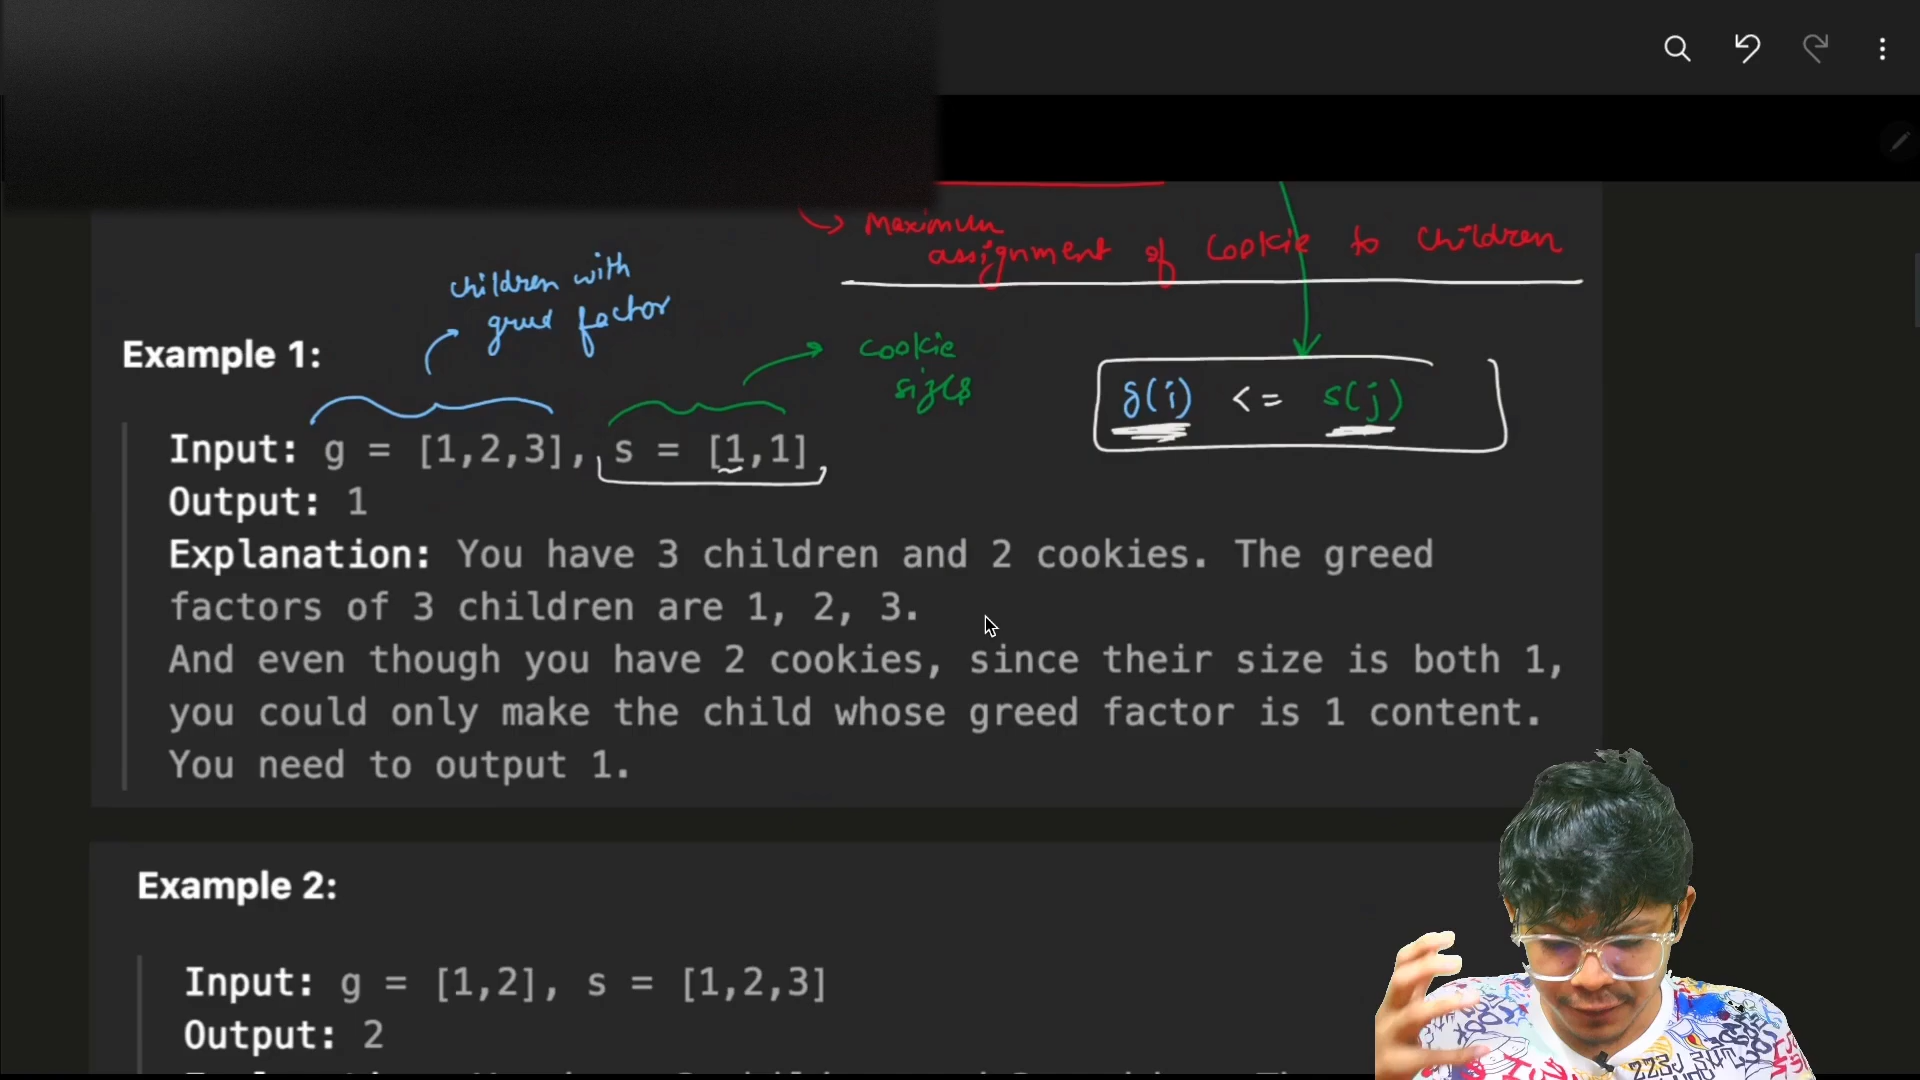 Maximum
assignment of Cookie to Children
children with
greed factor
Example 1:
cookie
sizes
g(i) <= s(j)
Input: g = [1,2,3], s = [1,1]
Output: 1
Explanation: You have 3 children and 2 cookies. The greed
factors of 3 children are 1, 2, 3.
And even though you have 2 cookies, since their size is both 1,
you could only make the child whose greed factor is 1 content.
You need to output 1.
Example 2:
Input: g = [1,2], s = [1,2,3]
Output: 2